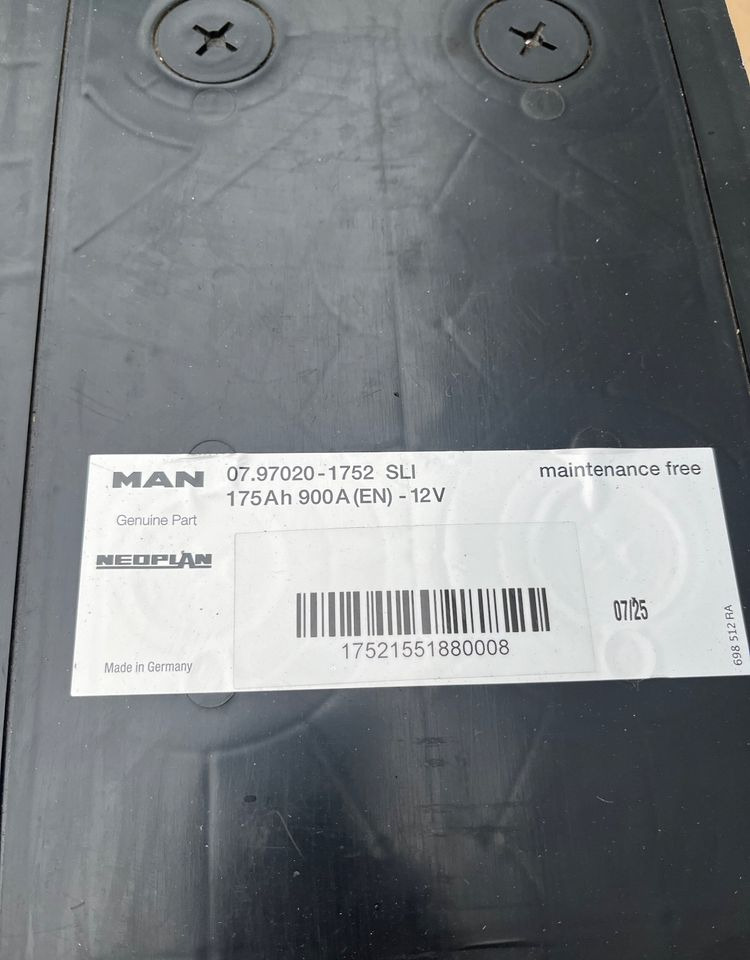 MAN 07.97020-1752 SLI maintenance free
175Ah 900A (EN) - 12V
Genuine Part
NEOPLAN
07/25
17521551880008
Made in Germany
698 512 RA